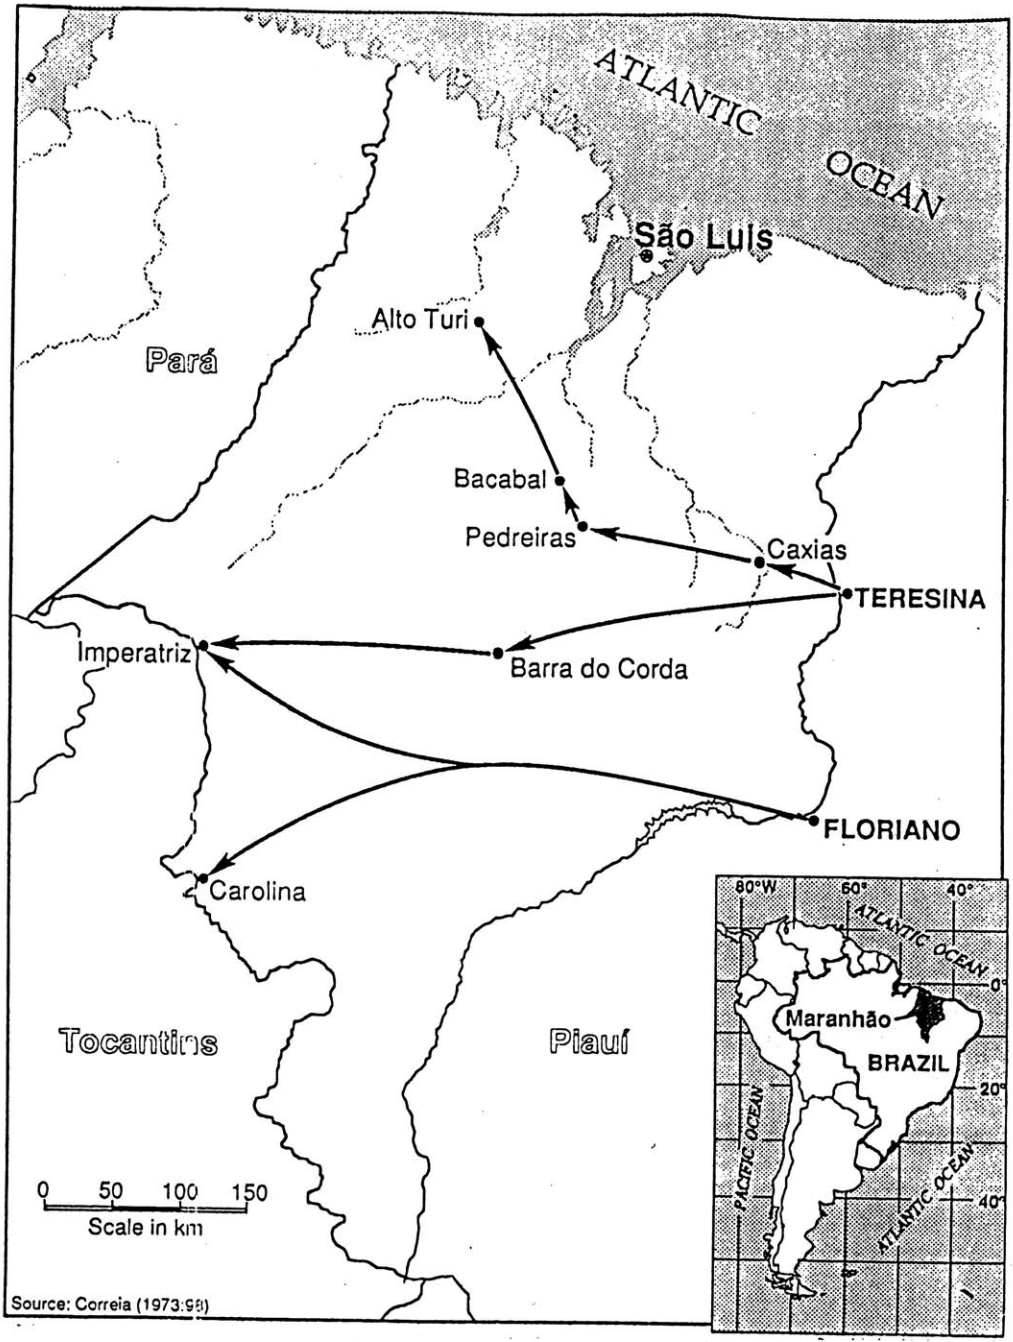 ATLANTIC
OCEAN
São Luís
Alto Turi
Pará
Bacabal
Pedreiras
Caxias
TERESINA
Imperatriz
Barra do Corda
FLORIANO
Carolina
80°W 60° 40°
ATLANTIC OCEAN
0°
Maranhão
BRAZIL
20°
PACIFIC OCEAN
ATLANTIC OCEAN
40°
Tocantins
Piauí
0 50 100 150
Scale in km
Source: Correia (1973:98)